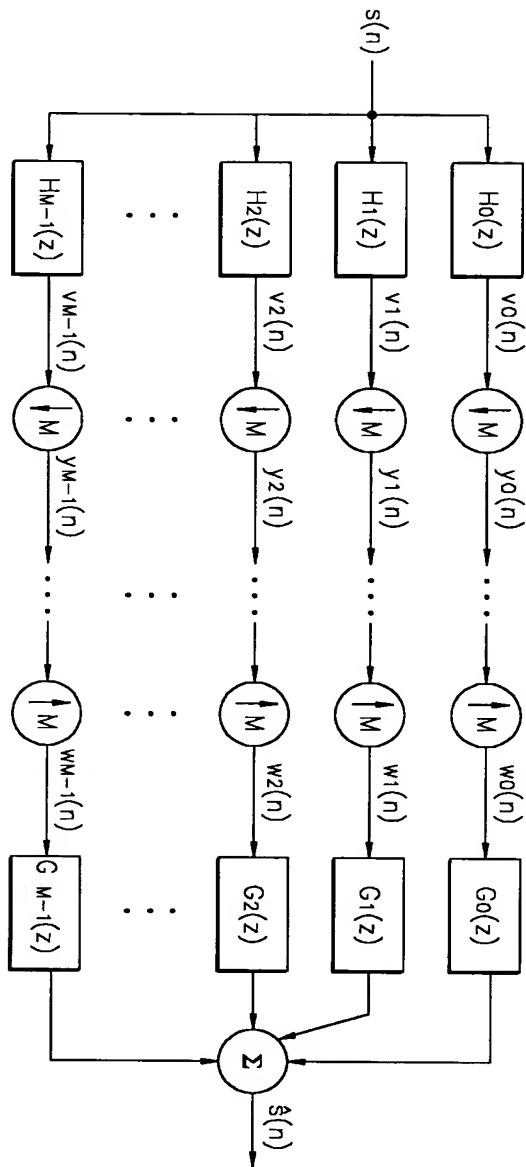 s(n)
H0(z) v0(n) ↓M y0(n) ... ↑M w0(n) G0(z)
H1(z) v1(n) ↓M y1(n) ... ↑M w1(n) G1(z)
H2(z) v2(n) ↓M y2(n) ... ↑M w2(n) G2(z)
Σ ŝ(n)
HM-1(z) vM-1(n) ↓M yM-1(n) ... ↑M wM-1(n) G M-1(z)